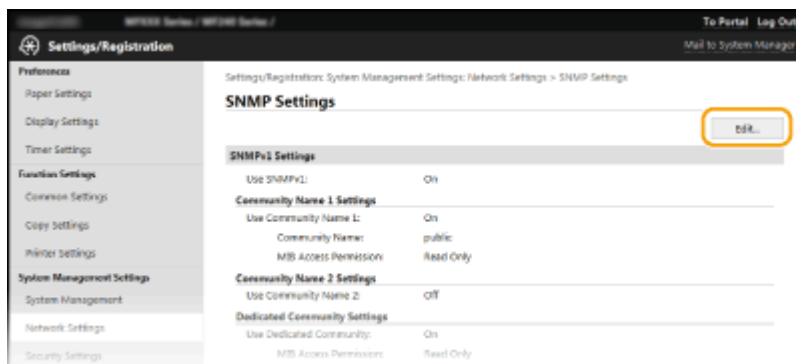 To Portal Log Out
Settings/Registration
Mail to System Manager
Preferences
Paper Settings
Display Settings
Timer Settings
Function Settings
Common Settings
Copy Settings
Printer Settings
System Management Settings
System Management
Network Settings
Security Settings
Settings/Registration: System Management Settings: Network Settings > SNMP Settings
SNMP Settings
Edit...
SNMPv1 Settings
Use SNMPv1: On
Community Name 1 Settings
Use Community Name 1: On
Community Name: public
MIB Access Permission: Read Only
Community Name 2 Settings
Use Community Name 2: Off
Dedicated Community Settings
Use Dedicated Community: On
MIB Access Permission: Read Only